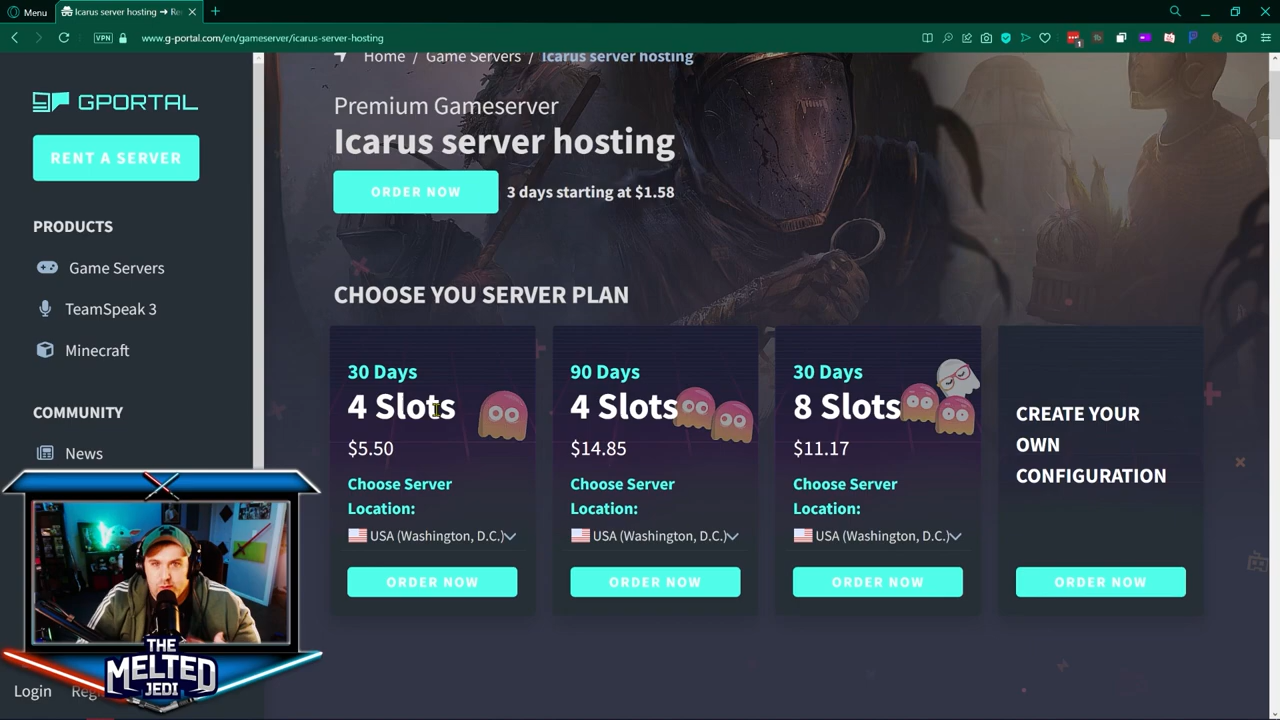 Menu
Icarus server hosting
VPN
www.g-portal.com/en/gameserver/icarus-server-hosting
1
GPORTAL
RENT A SERVER
PRODUCTS
Game Servers
TeamSpeak 3
Minecraft
COMMUNITY
News
Login
Home / Game Servers / Icarus server hosting
Premium Gameserver
Icarus server hosting
ORDER NOW 3 days starting at $1.58
CHOOSE YOU SERVER PLAN
30 Days
4 Slots
$5.50
Choose Server
Location:
USA (Washington, D.C.)
ORDER NOW
90 Days
4 Slots
$14.85
Choose Server
Location:
USA (Washington, D.C.)
ORDER NOW
30 Days
8 Slots
$11.17
Choose Server
Location:
USA (Washington, D.C.)
ORDER NOW
CREATE YOUR
OWN
CONFIGURATION
ORDER NOW
THE
MELTED
JEDI